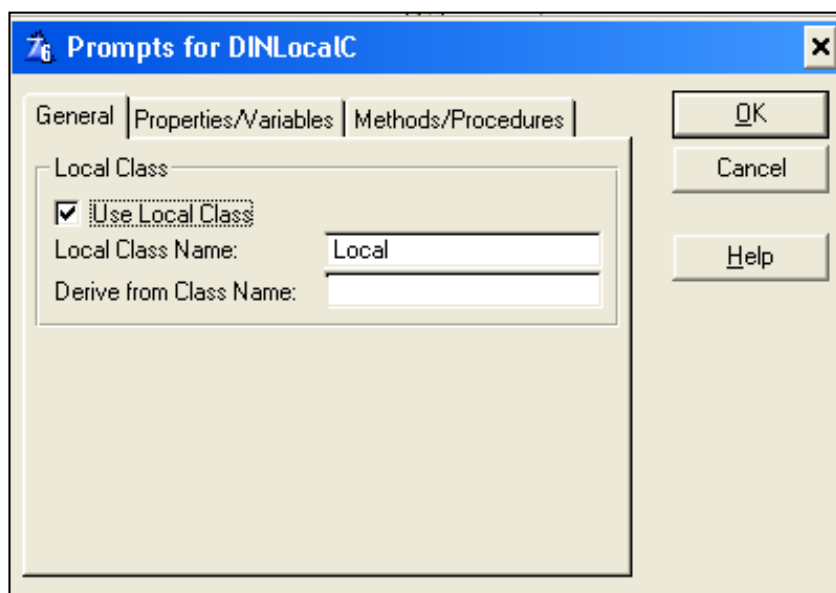 Prompts for DINLocalC
General Properties/Variables Methods/Procedures
OK
Cancel
Help
Local Class
Use Local Class
Local Class Name: Local
Derive from Class Name: